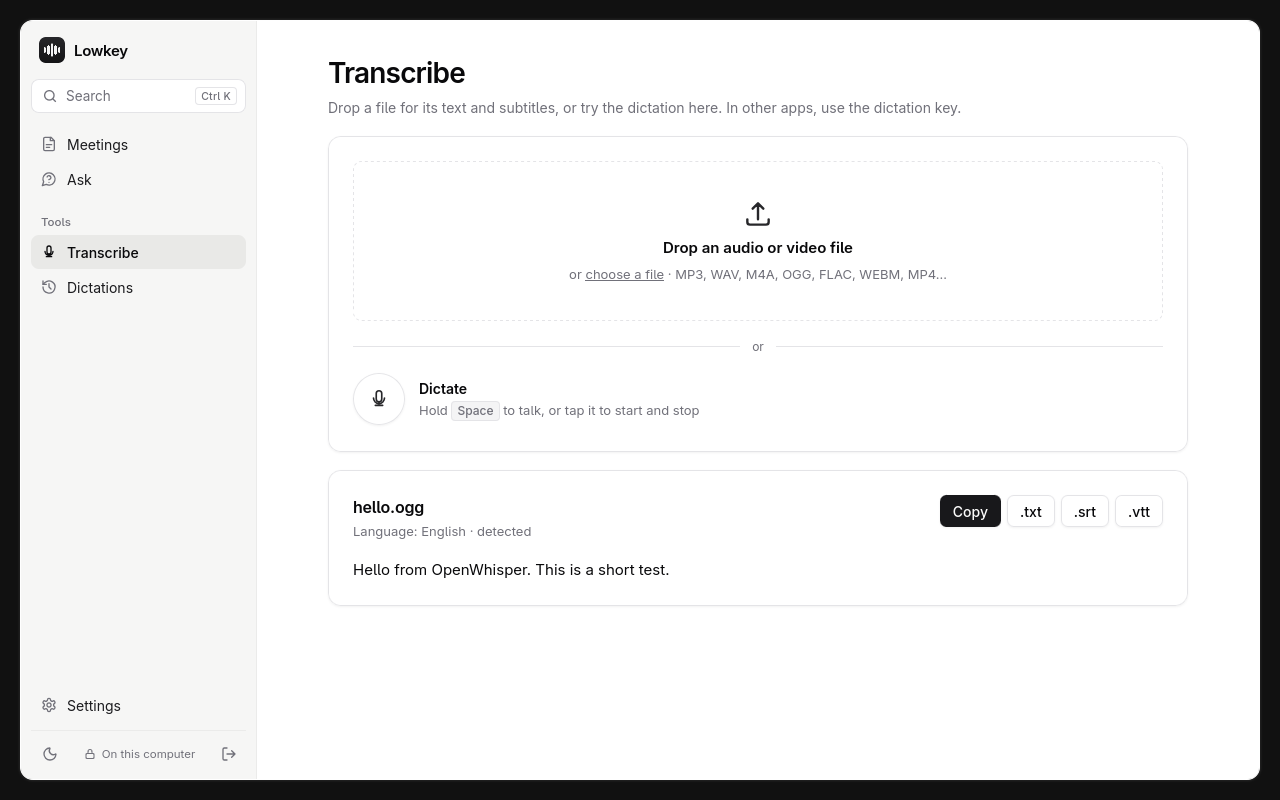 Lowkey
Search Ctrl K
Meetings
Ask
Tools
Transcribe
Dictations
Settings
On this computer
Transcribe
Drop a file for its text and subtitles, or try the dictation here. In other apps, use the dictation key.
Drop an audio or video file
or choose a file · MP3, WAV, M4A, OGG, FLAC, WEBM, MP4...
or
Dictate
Hold Space to talk, or tap it to start and stop
hello.ogg
Copy .txt .srt .vtt
Language: English · detected
Hello from OpenWhisper. This is a short test.